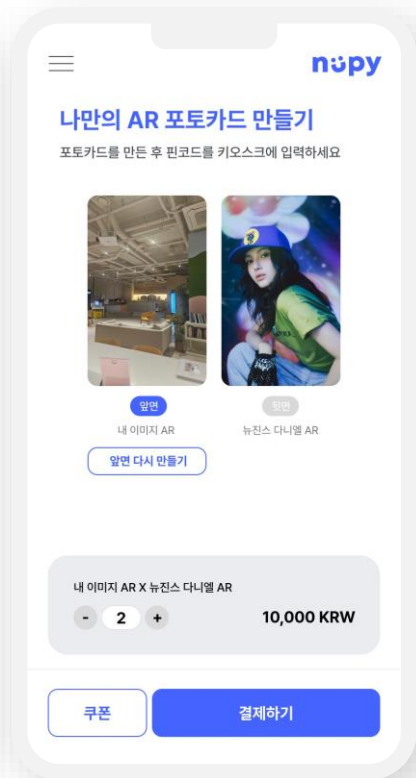 nüpy
나만의 AR 포토카드 만들기
포토카드를 만든 후 핀코드를 키오스크에 입력하세요
앞면
뒷면
내 이미지 AR
뉴진스 다니엘 AR
앞면 다시 만들기
내 이미지 AR X 뉴진스 다니엘 AR
- 2 +
10,000 KRW
쿠폰
결제하기